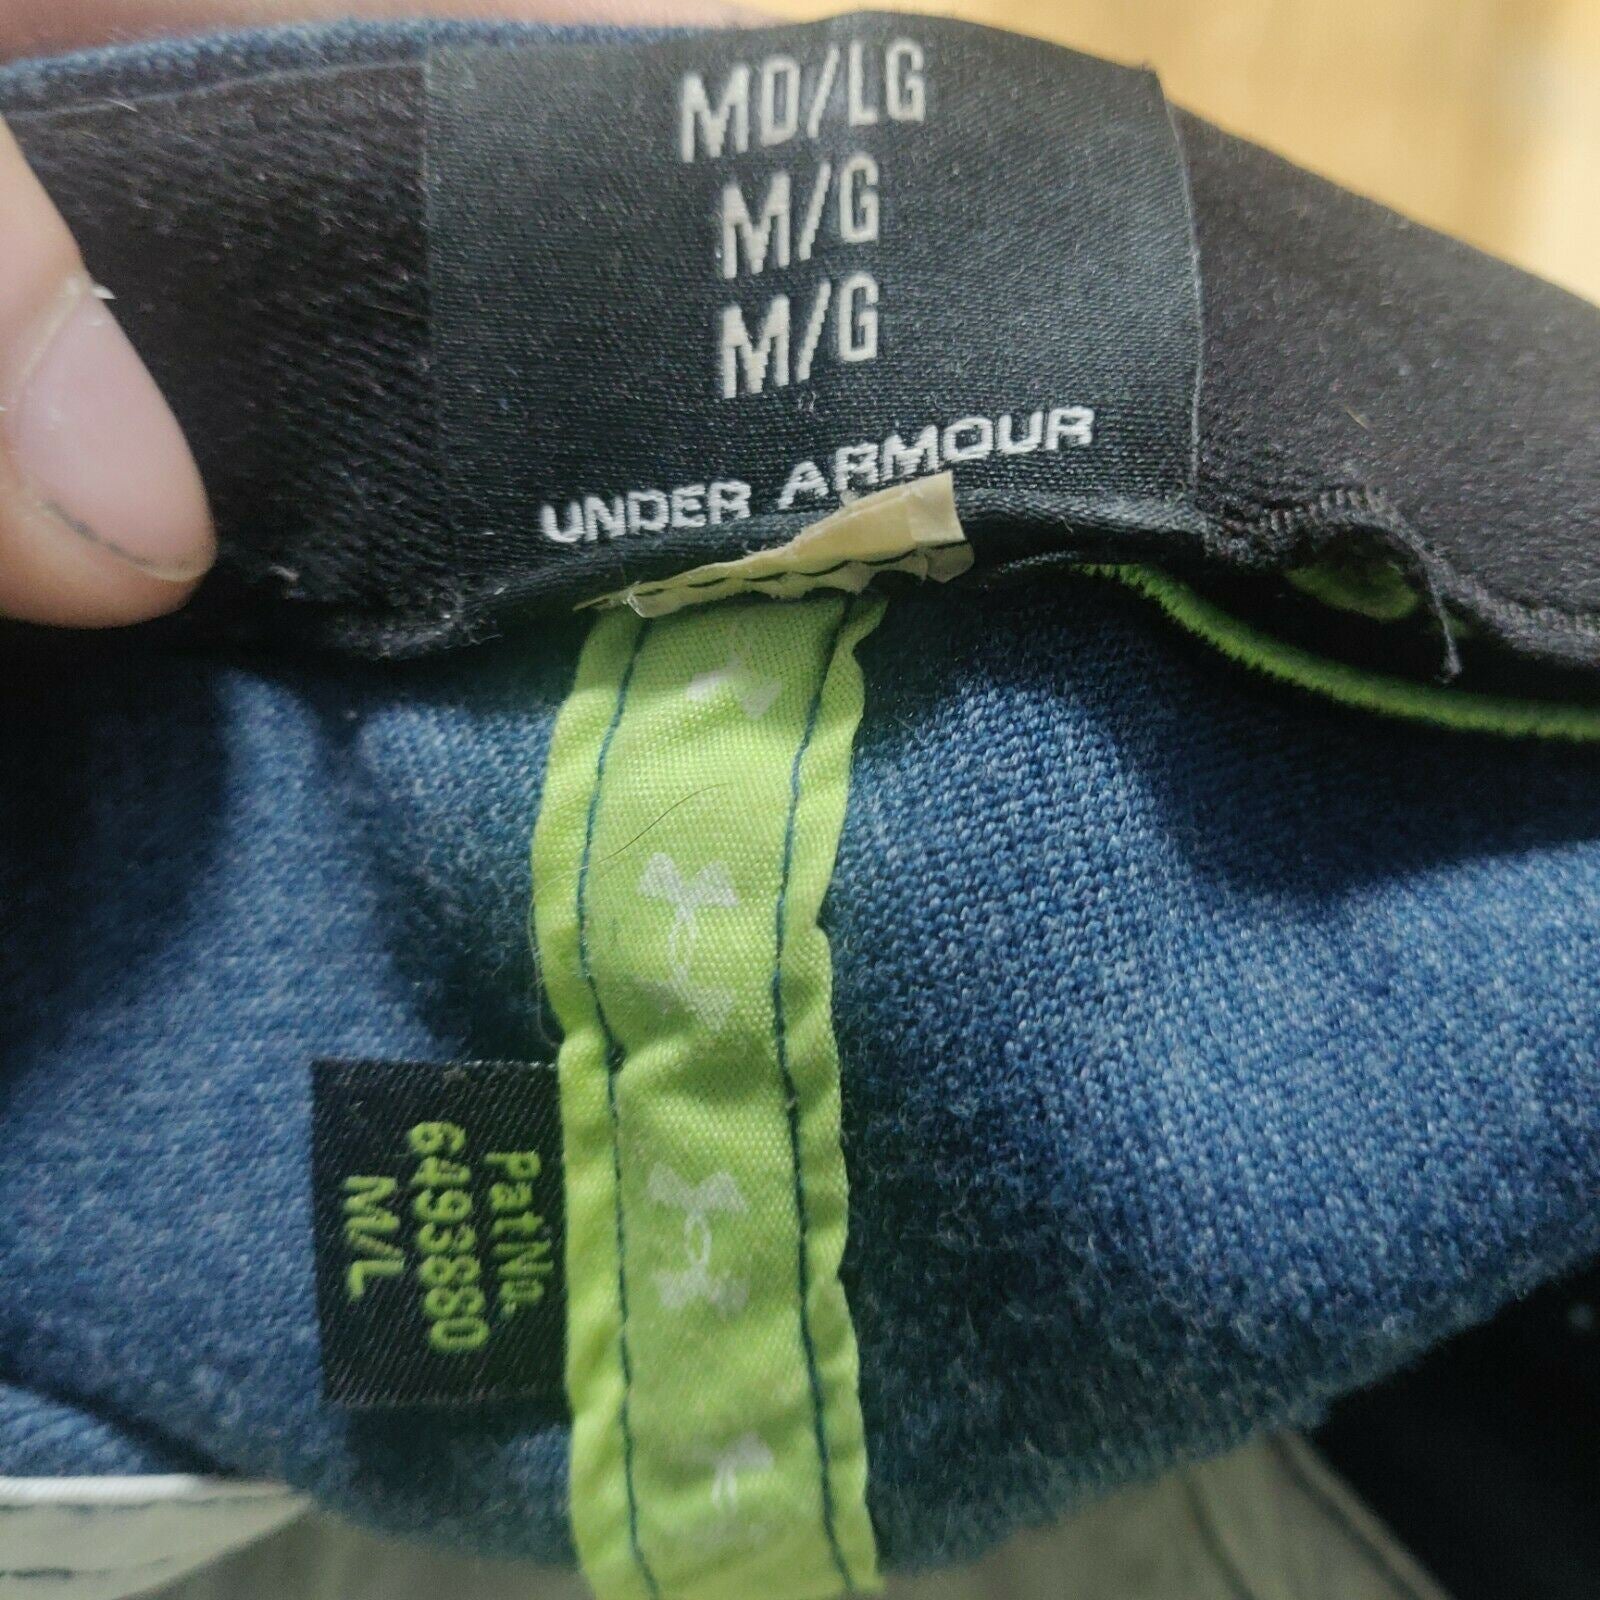 MD/LG
M/G
M/G
UNDER ARMOUR
Pat No.
6493880
M/L